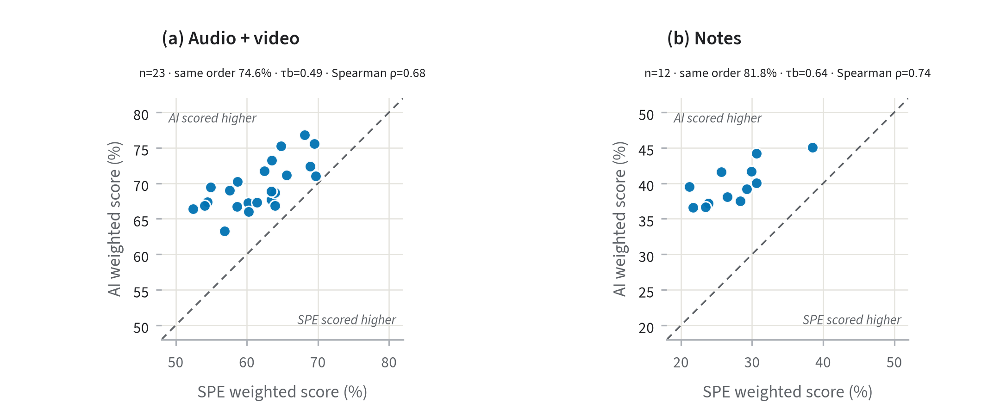 (a) Audio + video
n=23 · same order 74.6% · τb=0.49 · Spearman ρ=0.68
AI weighted score (%)
80
75
70
65
60
55
50
AI scored higher
SPE scored higher
50 60 70 80
SPE weighted score (%)
(b) Notes
n=12 · same order 81.8% · τb=0.64 · Spearman ρ=0.74
AI weighted score (%)
50
45
40
35
30
25
20
AI scored higher
SPE scored higher
20 30 40 50
SPE weighted score (%)